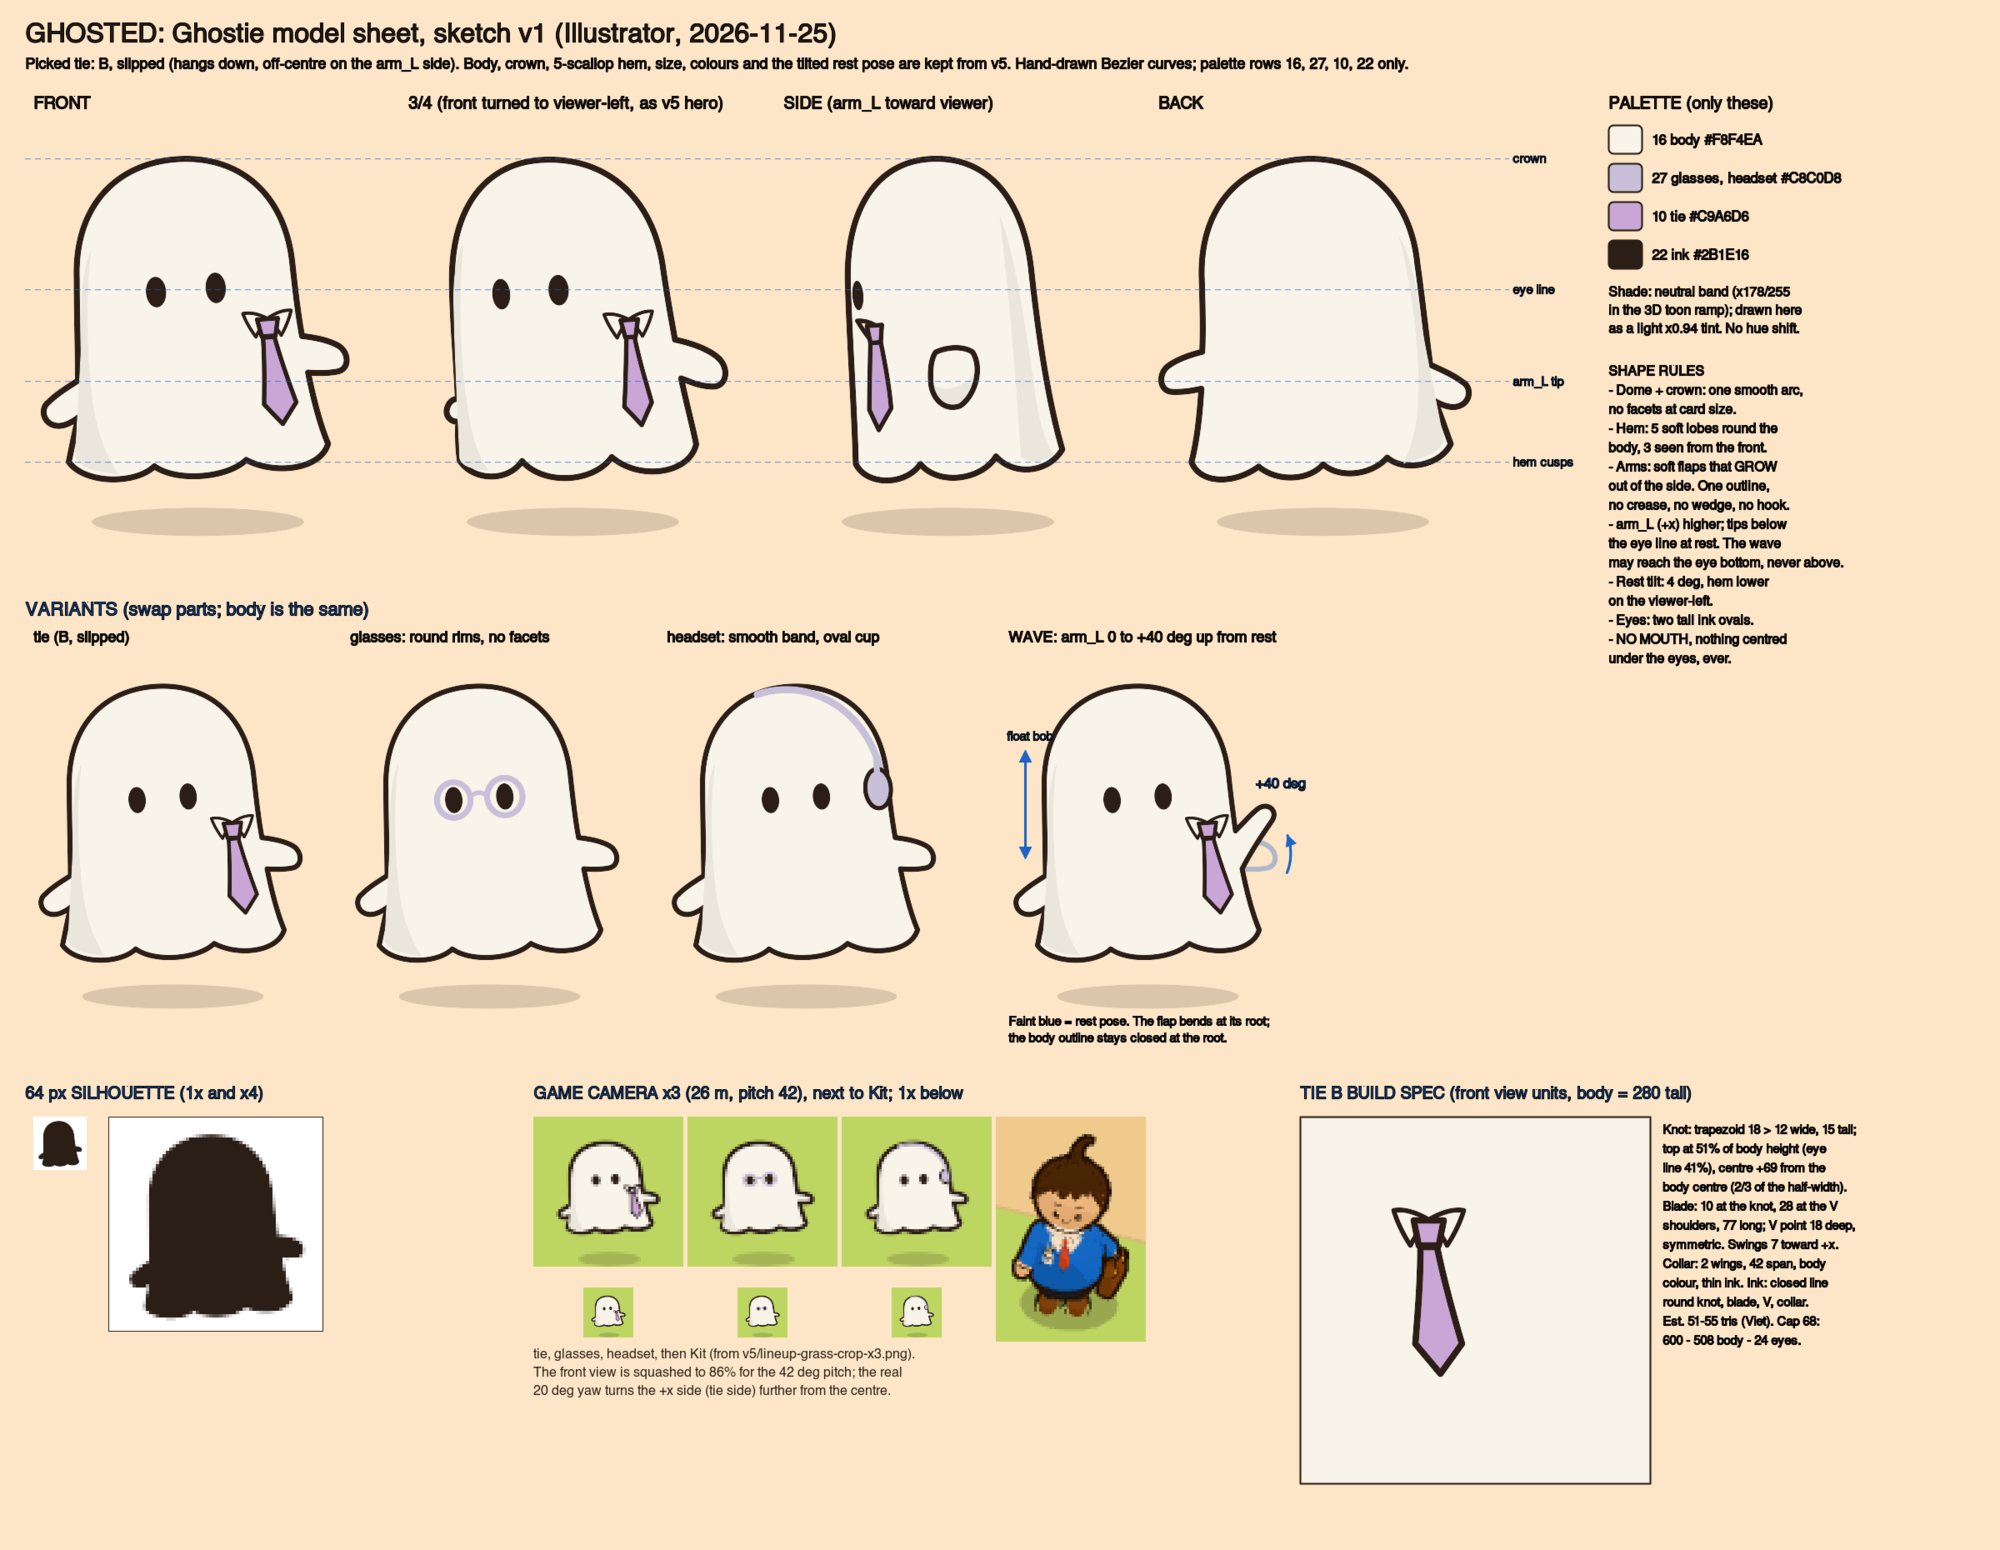 GHOSTED: Ghostie model sheet, sketch v1 (Illustrator, 2026-11-25)
Picked tie: B, slipped (hangs down, off-centre on the arm_L side). Body, crown, 5-scallop hem, size, colours and the tilted rest pose are kept from v5. Hand-drawn Bezier curves; palette rows 16, 27, 10, 22 only.
FRONT
3/4 (front turned to viewer-left, as v5 hero)
SIDE (arm_L toward viewer)
BACK
crown
eye line
arm_L tip
hem cusps
PALETTE (only these)
16 body #F8F4EA
27 glasses, headset #C8C0D8
10 tie #C9A6D6
22 ink #2B1E16
Shade: neutral band (x178/255
in the 3D toon ramp); drawn here
as a light x0.94 tint. No hue shift.
SHAPE RULES
- Dome + crown: one smooth arc,
no facets at card size.
- Hem: 5 soft lobes round the
body, 3 seen from the front.
- Arms: soft flaps that GROW
out of the side. One outline,
no crease, no wedge, no hook.
- arm_L (+x) higher; tips below
the eye line at rest. The wave
may reach the eye bottom, never above.
- Rest tilt: 4 deg, hem lower
on the viewer-left.
- Eyes: two tall ink ovals.
- NO MOUTH, nothing centred
under the eyes, ever.
VARIANTS (swap parts; body is the same)
tie (B, slipped)
glasses: round rims, no facets
headset: smooth band, oval cup
WAVE: arm_L 0 to +40 deg up from rest
float bob
+40 deg
Faint blue = rest pose. The flap bends at its root;
the body outline stays closed at the root.
64 px SILHOUETTE (1x and x4)
GAME CAMERA x3 (26 m, pitch 42), next to Kit; 1x below
tie, glasses, headset, then Kit (from v5/lineup-grass-crop-x3.png).
The front view is squashed to 86% for the 42 deg pitch; the real
20 deg yaw turns the +x side (tie side) further from the centre.
TIE B BUILD SPEC (front view units, body = 280 tall)
Knot: trapezoid 18 > 12 wide, 15 tall;
top at 51% of body height (eye
line 41%), centre +69 from the
body centre (2/3 of the half-width).
Blade: 10 at the knot, 28 at the V
shoulders, 77 long; V point 18 deep,
symmetric. Swings 7 toward +x.
Collar: 2 wings, 42 span, body
colour, thin ink. Ink: closed line
round knot, blade, V, collar.
Est. 51-55 tris (Viet). Cap 68:
600 - 508 body - 24 eyes.